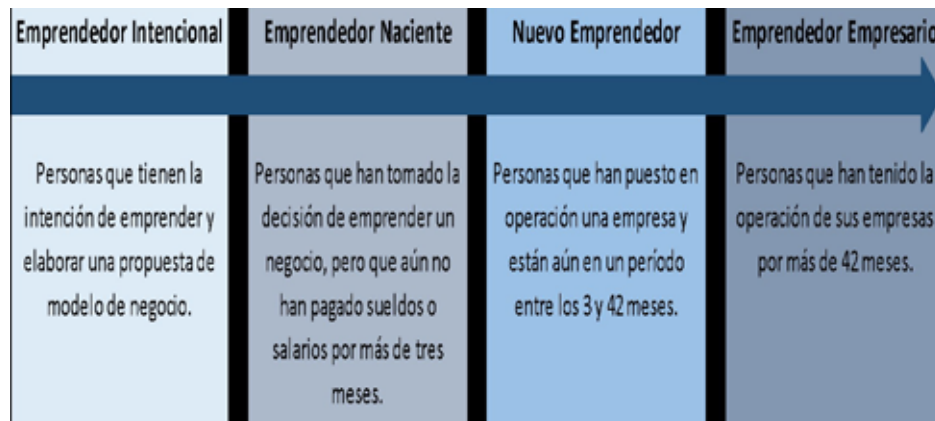 Emprendedor Intencional
Personas que tienen la
intención de emprender y
elaborar una propuesta de
modelo de negocio.
Emprendedor Naciente
Personas que han tomado la
decisión de emprender un
negocio, pero que aún no
han pagado sueldos o
salarios por más de tres
meses.
Nuevo Emprendedor
Personas que han puesto en
operación una empresa y
están aún en un período
entre los 3 y 42 meses.
Emprendedor Empresario
Personas que han tenido la
operación de sus empresas
por más de 42 meses.